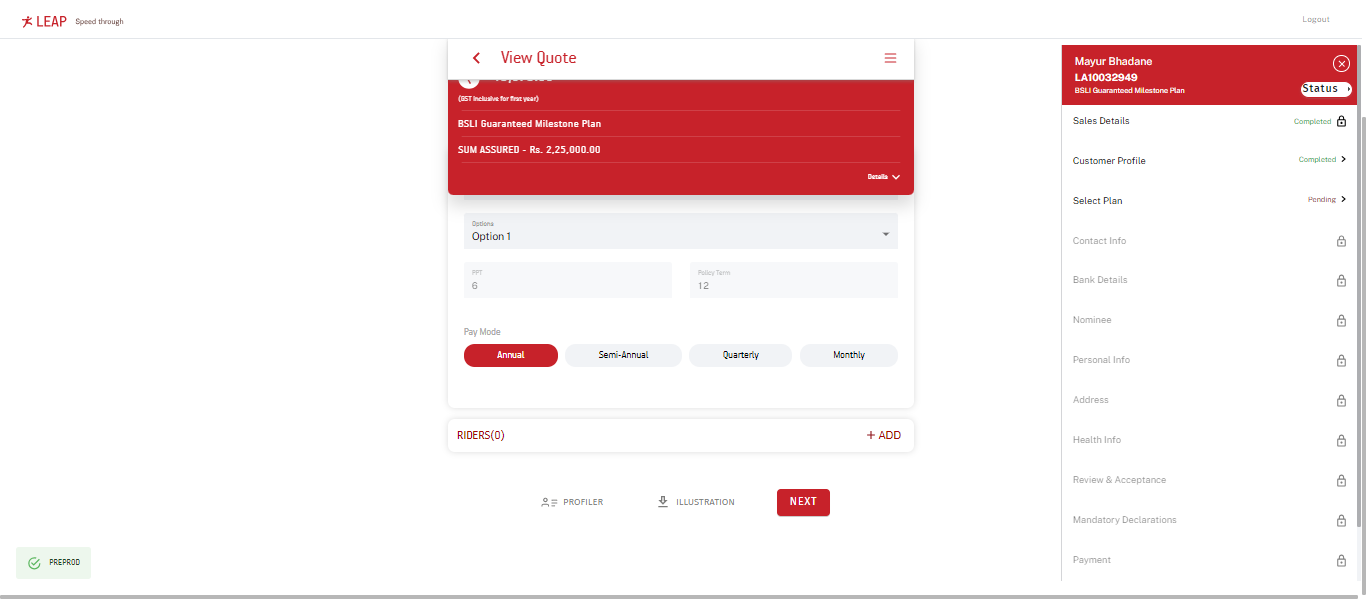 LEAP Speed through
Logout
View Quote
(GST Inclusive for first year)
BSLI Guaranteed Milestone Plan
SUM ASSURED - Rs. 2,25,000.00
Details
Options
Option 1
PPT
6
Policy Term
12
Pay Mode
Annual Semi-Annual Quarterly Monthly
RIDERS(0) + ADD
PROFILER ILLUSTRATION NEXT
PREPROD
Mayur Bhadane
LA10032949
BSLI Guaranteed Milestone Plan
Status
Sales Details Completed
Customer Profile Completed
Select Plan Pending
Contact Info
Bank Details
Nominee
Personal Info
Address
Health Info
Review & Acceptance
Mandatory Declarations
Payment